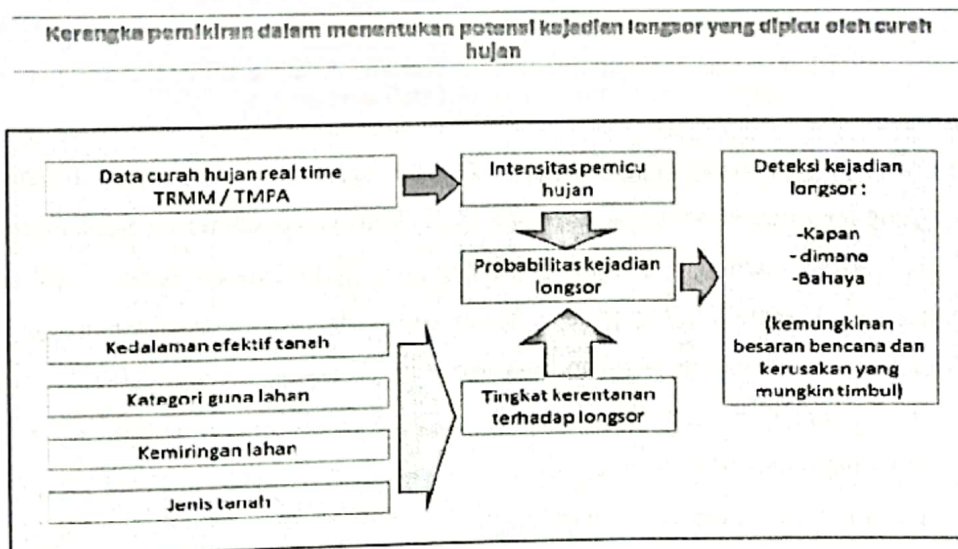 Kerangka pemikiran dalam menentukan potensi kejadian longsor yang dipicu oleh curah
hujan
Data curah hujan real time
TRMM / TMPA
Intensitas pemicu
hujan
Probabilitas kejadian
longsor
Deteksi kejadian
longsor :
-Kapan
-dimana
-Bahaya
(kemungkinan
besaran bencana dan
kerusakan yang
mungkin timbul)
Kedalaman efektif tanah
Kategori guna lahan
Kemiringan lahan
Jenis tanah
Tingkat kerentanan
terhadap longsor